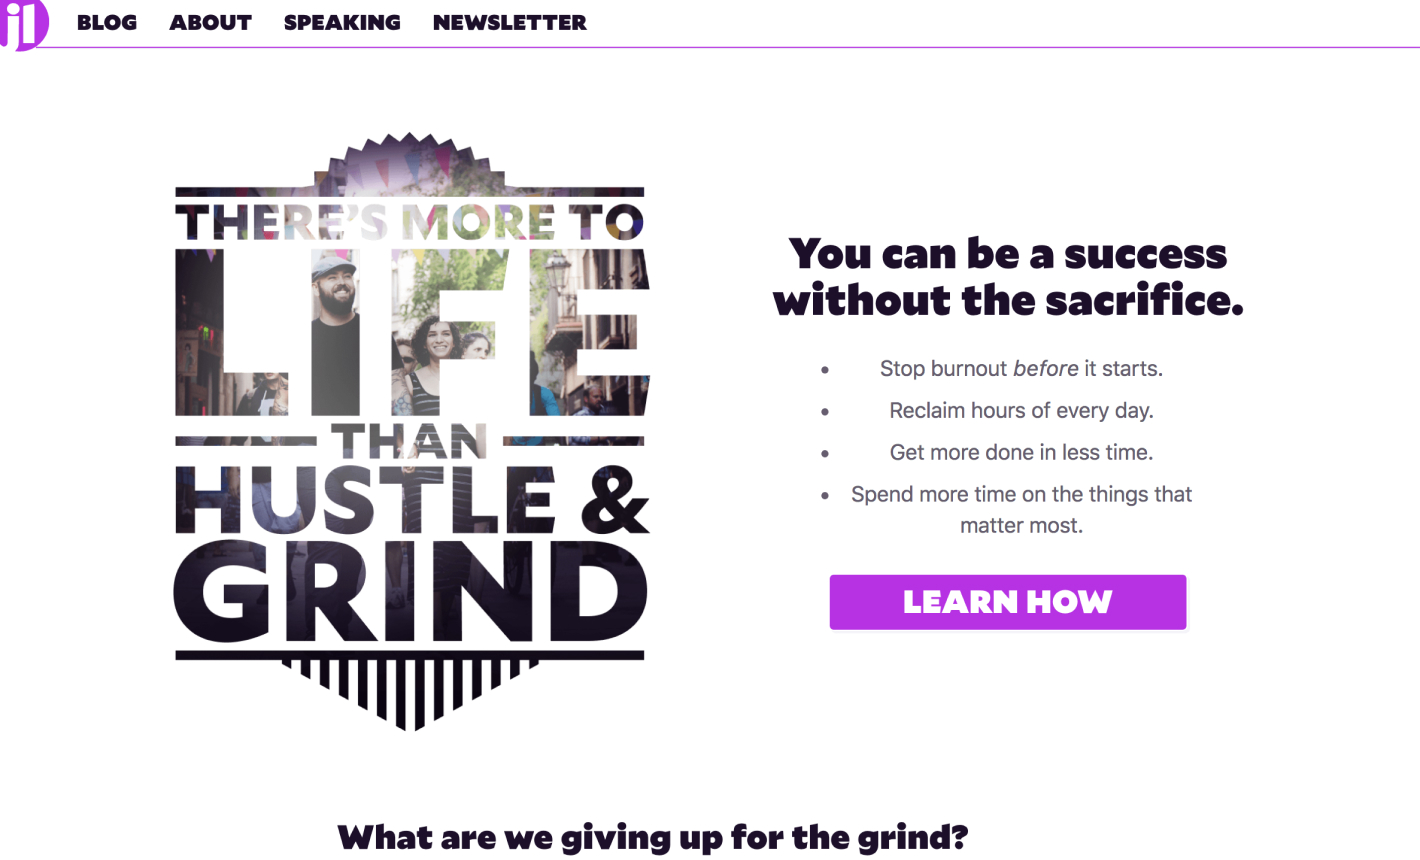 jl
BLOG ABOUT SPEAKING NEWSLETTER
THERE'S MORE TO
LIFE
THAN
HUSTLE &
GRIND
You can be a success
without the sacrifice.
• Stop burnout before it starts.
• Reclaim hours of every day.
• Get more done in less time.
• Spend more time on the things that
matter most.
LEARN HOW
What are we giving up for the grind?